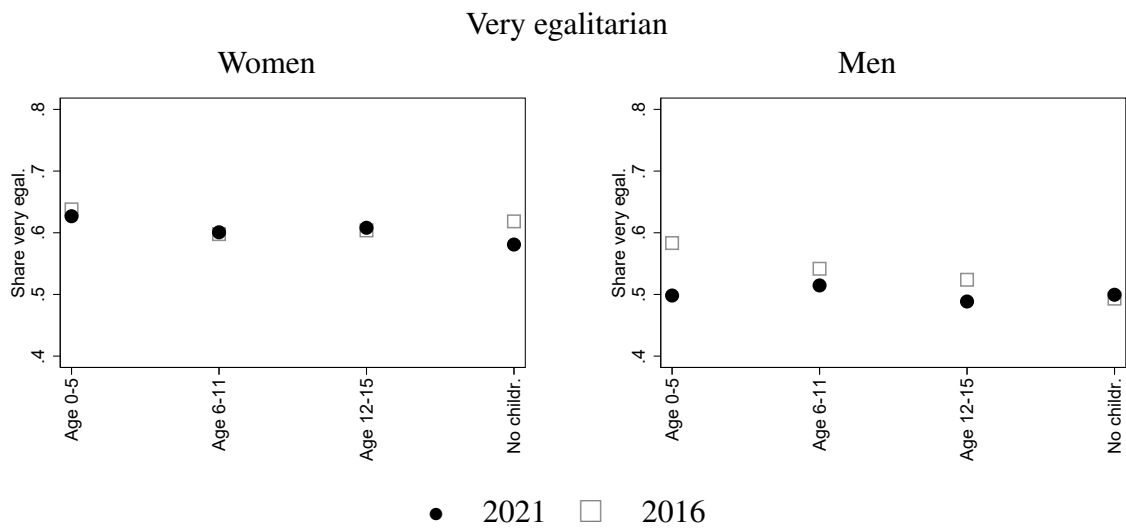 Very egalitarian
Women
Share very egal.
.8
.7
.6
.5
.4
Age 0-5
Age 6-11
Age 12-15
No childr.
Men
Share very egal.
.8
.7
.6
.5
.4
Age 0-5
Age 6-11
Age 12-15
No childr.
2021 2016